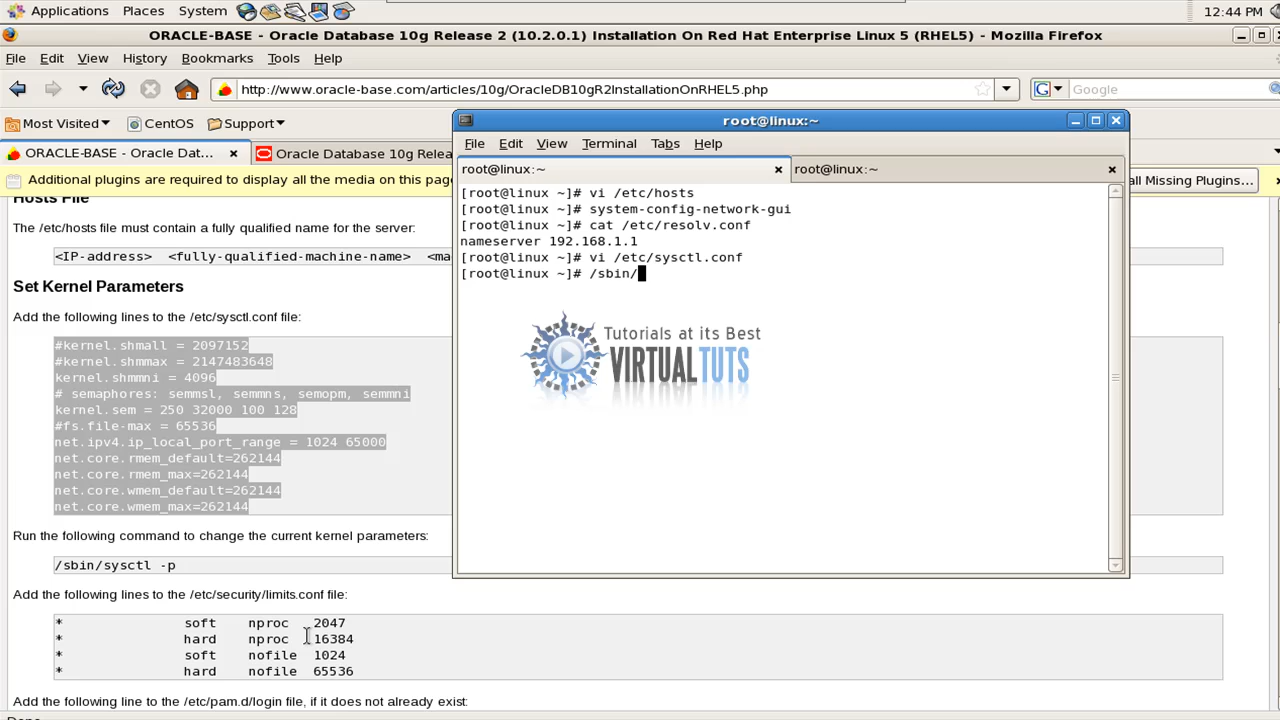 Applications Places System 12:44 PM
ORACLE-BASE - Oracle Database 10g Release 2 (10.2.0.1) Installation On Red Hat Enterprise Linux 5 (RHEL5) - Mozilla Firefox
File Edit View History Bookmarks Tools Help
http://www.oracle-base.com/articles/10g/OracleDB10gR2InstallationOnRHEL5.php Google
Most Visited CentOS Support
ORACLE-BASE - Oracle Dat... Oracle Database 10g Relea
Additional plugins are required to display all the media on this page all Missing Plugins...
root@linux:~
File Edit View Terminal Tabs Help
root@linux:~ root@linux:~
[root@linux ~]# vi /etc/hosts
[root@linux ~]# system-config-network-gui
[root@linux ~]# cat /etc/resolv.conf
nameserver 192.168.1.1
[root@linux ~]# vi /etc/sysctl.conf
[root@linux ~]# /sbin/
Tutorials at its Best
VIRTUAL TUTS
Hosts File
The /etc/hosts file must contain a fully qualified name for the server:
<IP-address> <fully-qualified-machine-name> <ma
Set Kernel Parameters
Add the following lines to the /etc/sysctl.conf file:
#kernel.shmall = 2097152
#kernel.shmmax = 2147483648
kernel.shmmni = 4096
# semaphores: semmsl, semmns, semopm, semmni
kernel.sem = 250 32000 100 128
#fs.file-max = 65536
net.ipv4.ip_local_port_range = 1024 65000
net.core.rmem_default=262144
net.core.rmem_max=262144
net.core.wmem_default=262144
net.core.wmem_max=262144
Run the following command to change the current kernel parameters:
/sbin/sysctl -p
Add the following lines to the /etc/security/limits.conf file:
* soft nproc 2047
* hard nproc 16384
* soft nofile 1024
* hard nofile 65536
Add the following line to the /etc/pam.d/login file, if it does not already exist: